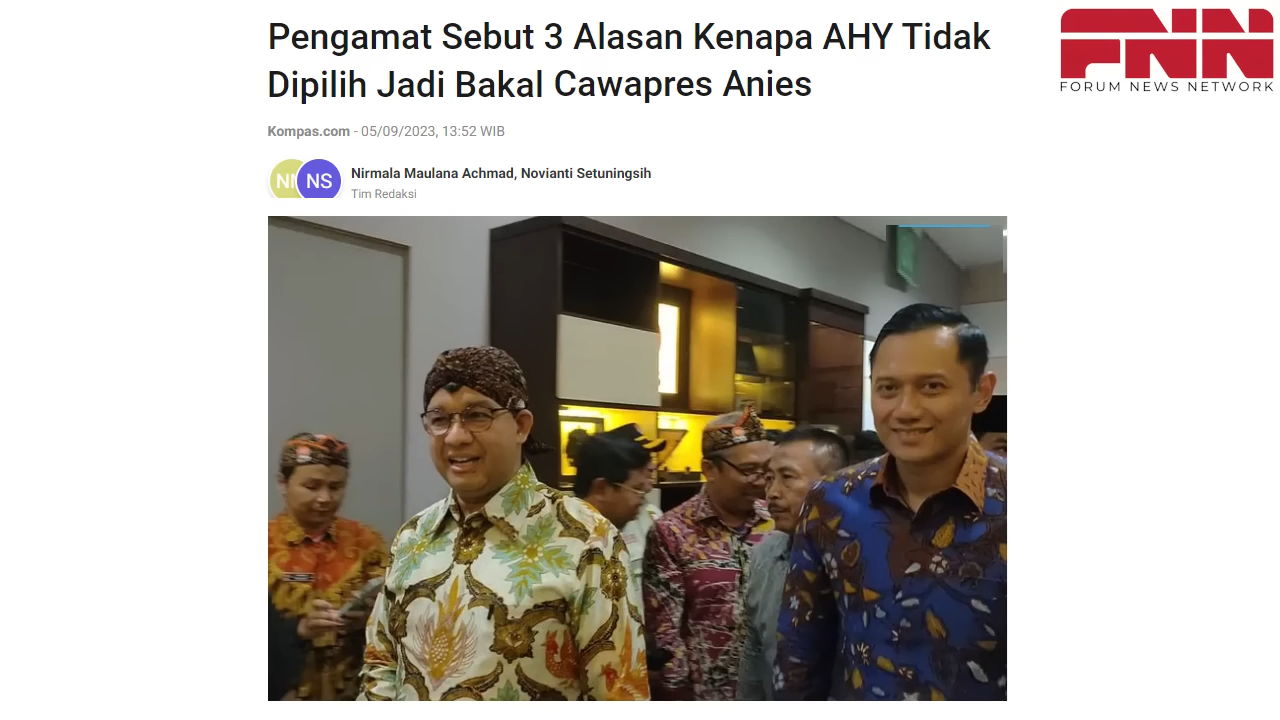 Pengamat Sebut 3 Alasan Kenapa AHY Tidak
Dipilih Jadi Bakal Cawapres Anies
FNN
FORUM NEWS NETWORK
Kompas.com - 05/09/2023, 13:52 WIB
NS
Nirmala Maulana Achmad, Novianti Setuningsih
Tim Redaksi